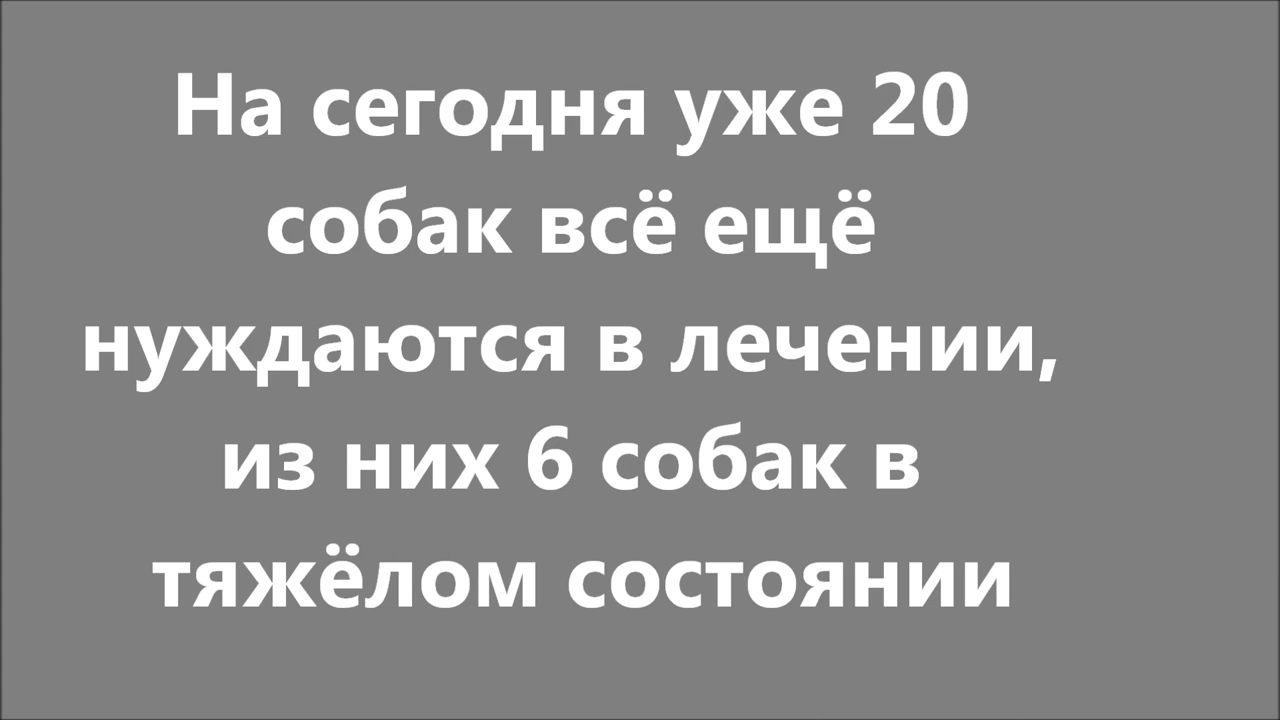 На сегодня уже 20
собак всё ещё
нуждаются в лечении,
из них 6 собак в
тяжёлом состоянии